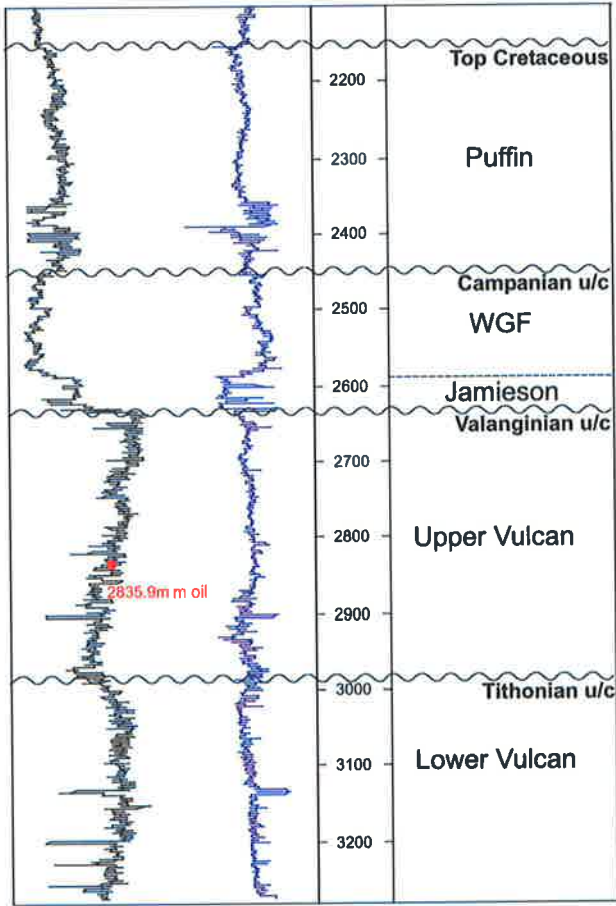 Top Cretaceous
2200
Puffin
2300
2400
Campanian u/c
2500
WGF
2600
Jamieson
Valanginian u/c
2700
2800
Upper Vulcan
2835.9m m oil
2900
3000
Tithonian u/c
3100
Lower Vulcan
3200